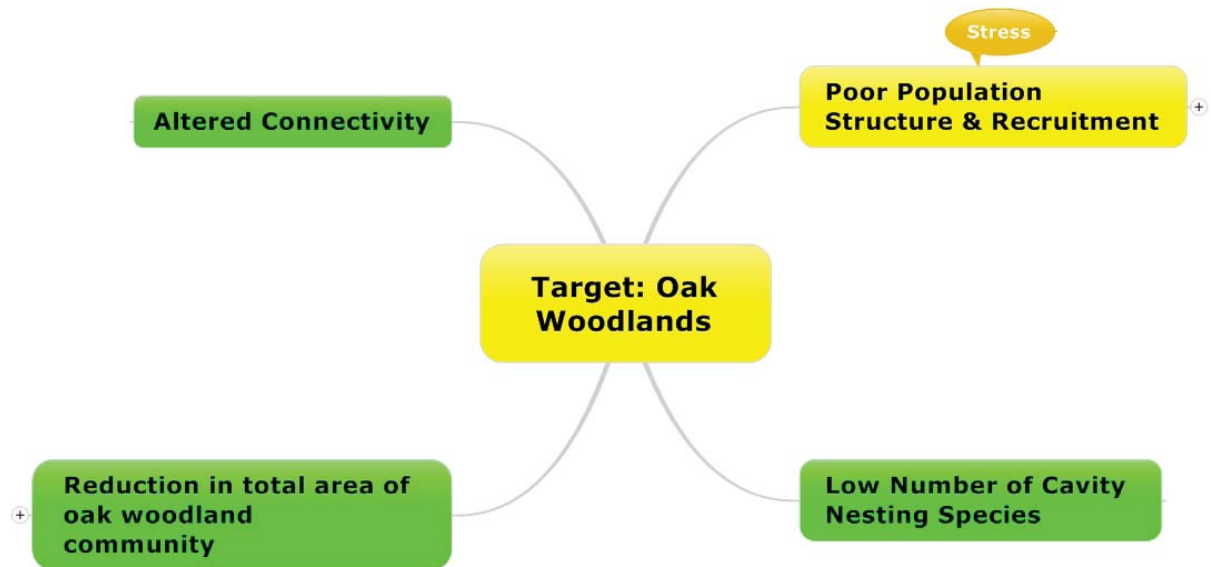 Stress
Poor Population
Structure & Recruitment
+
Altered Connectivity
Target: Oak
Woodlands
Reduction in total area of
oak woodland
community
+
Low Number of Cavity
Nesting Species